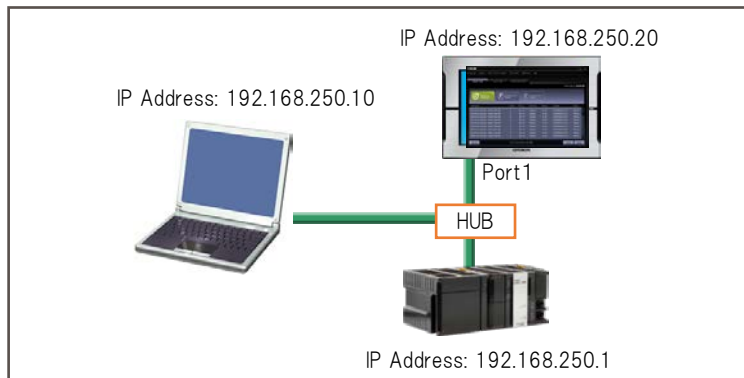 IP Address: 192.168.250.20
IP Address: 192.168.250.10
Port1
HUB
IP Address: 192.168.250.1